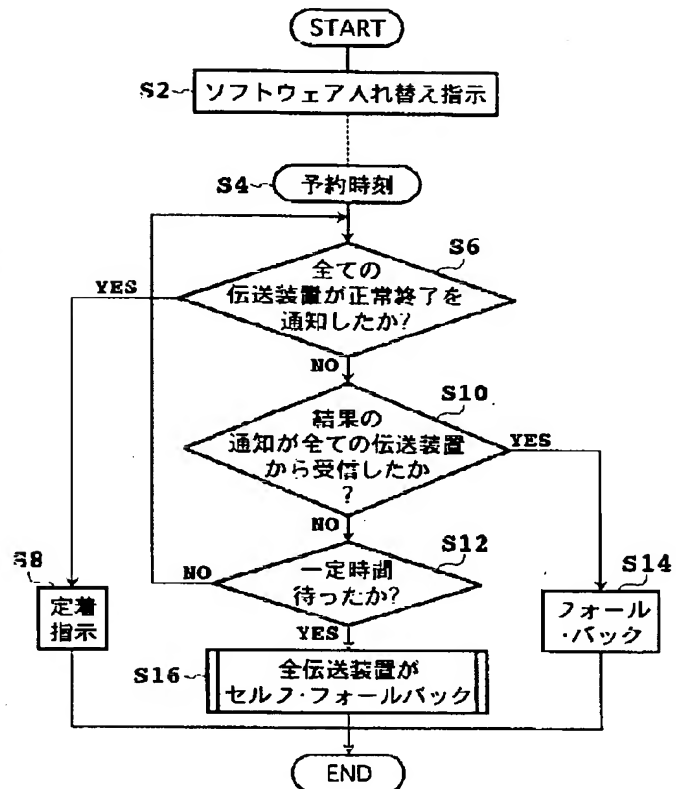 START
S2
ソフトウェア入れ替え指示
S4
予約時刻
S6
YES
全ての
伝送装置が正常終了を
通知したか?
NO
S10
結果の
通知が全ての伝送装置
から受信したか
?
YES
NO
S12
NO
一定時間
待ったか?
YES
S8
定着
指示
S14
フォール
・バック
S16
全伝送装置が
セルフ・フォールバック
END